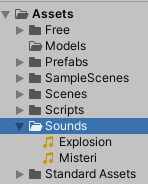 Assets
Free
Models
Prefabs
SampleScenes
Scenes
Scripts
Sounds
Explosion
Misteri
Standard Assets